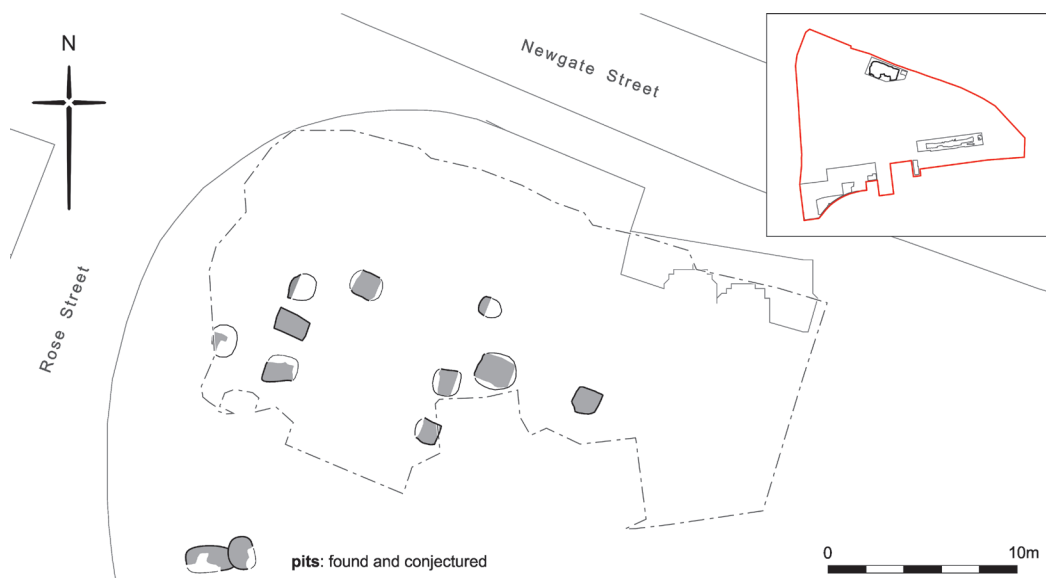 N
Newgate Street
Rose Street
pits: found and conjectured
0
10m